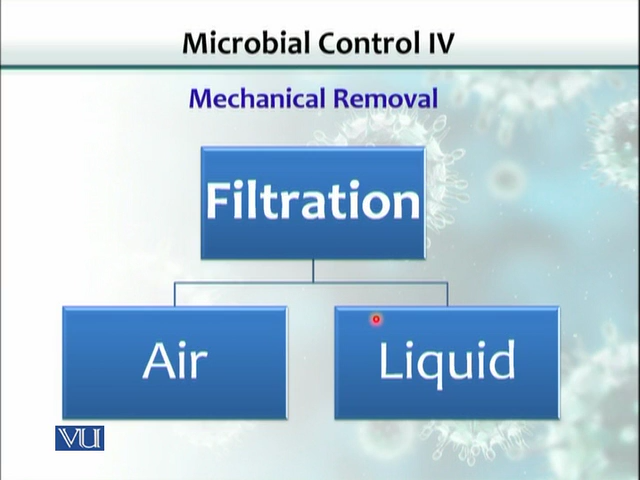 Microbial Control IV
Mechanical Removal
Filtration
Air
Liquid
VU